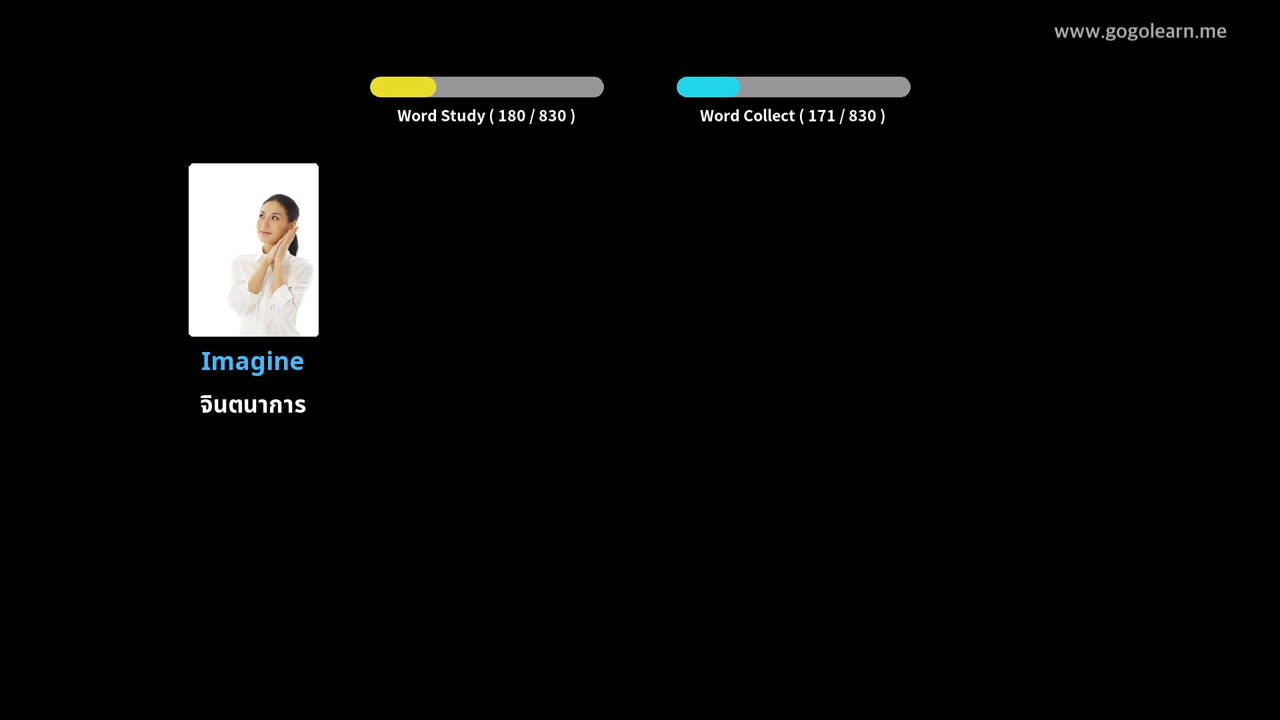 www.gogolearn.me
Word Study ( 180 / 830 )
Word Collect ( 171 / 830 )
Imagine
จินตนาการ